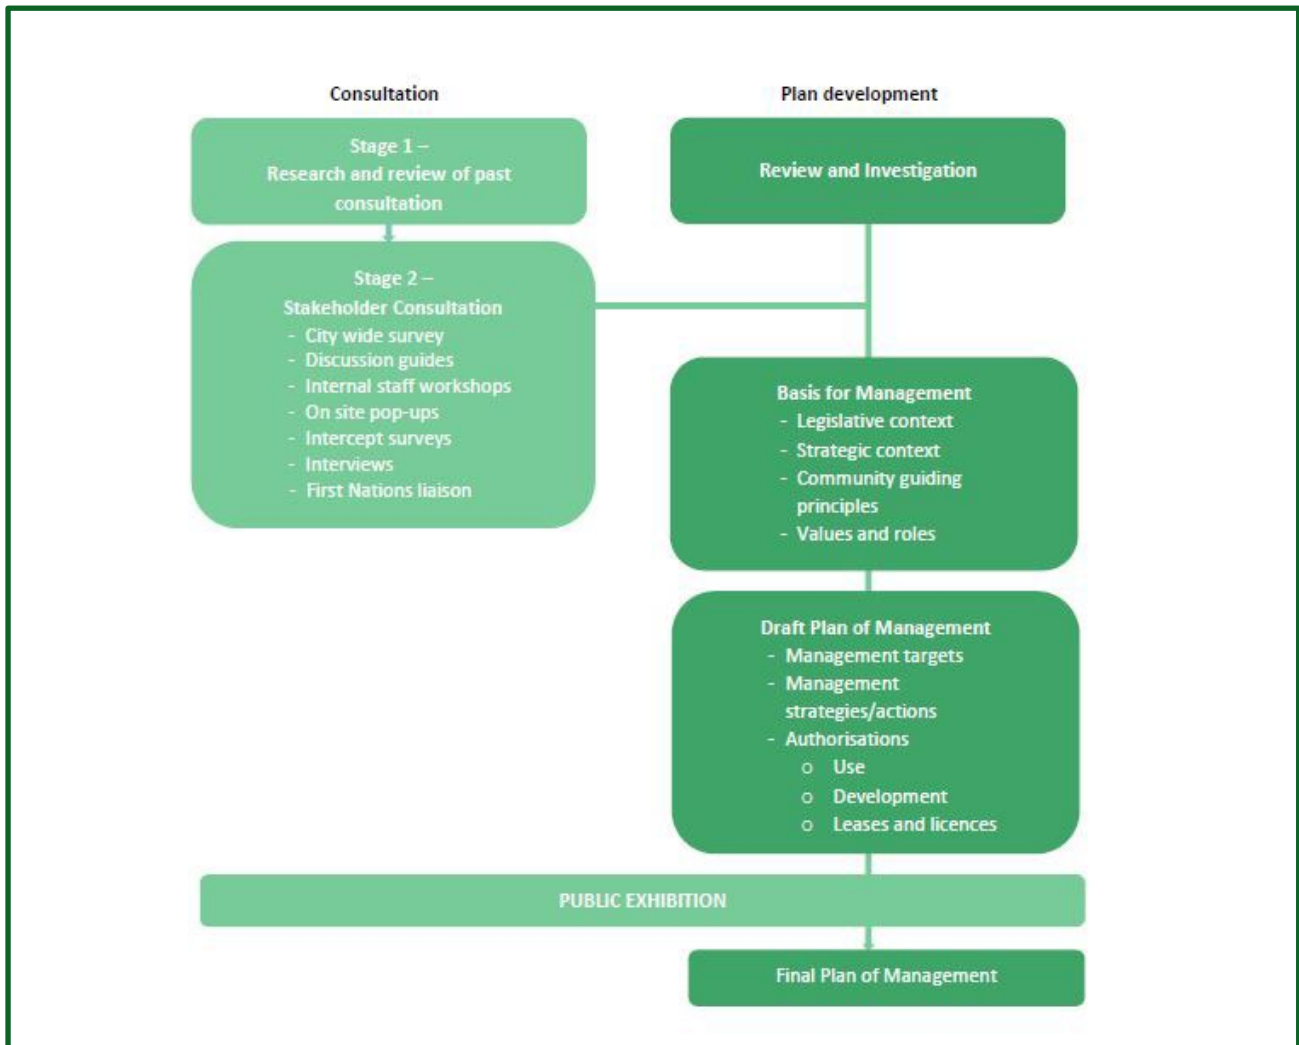 Consultation
Stage 1 –
Research and review of past
consultation
Stage 2 –
Stakeholder Consultation
- City wide survey
- Discussion guides
- Internal staff workshops
- On site pop-ups
- Intercept surveys
- Interviews
- First Nations liaison
Plan development
Review and Investigation
Basis for Management
- Legislative context
- Strategic context
- Community guiding
principles
- Values and roles
Draft Plan of Management
- Management targets
- Management
strategies/actions
- Authorisations
o Use
o Development
o Leases and licences
PUBLIC EXHIBITION
Final Plan of Management